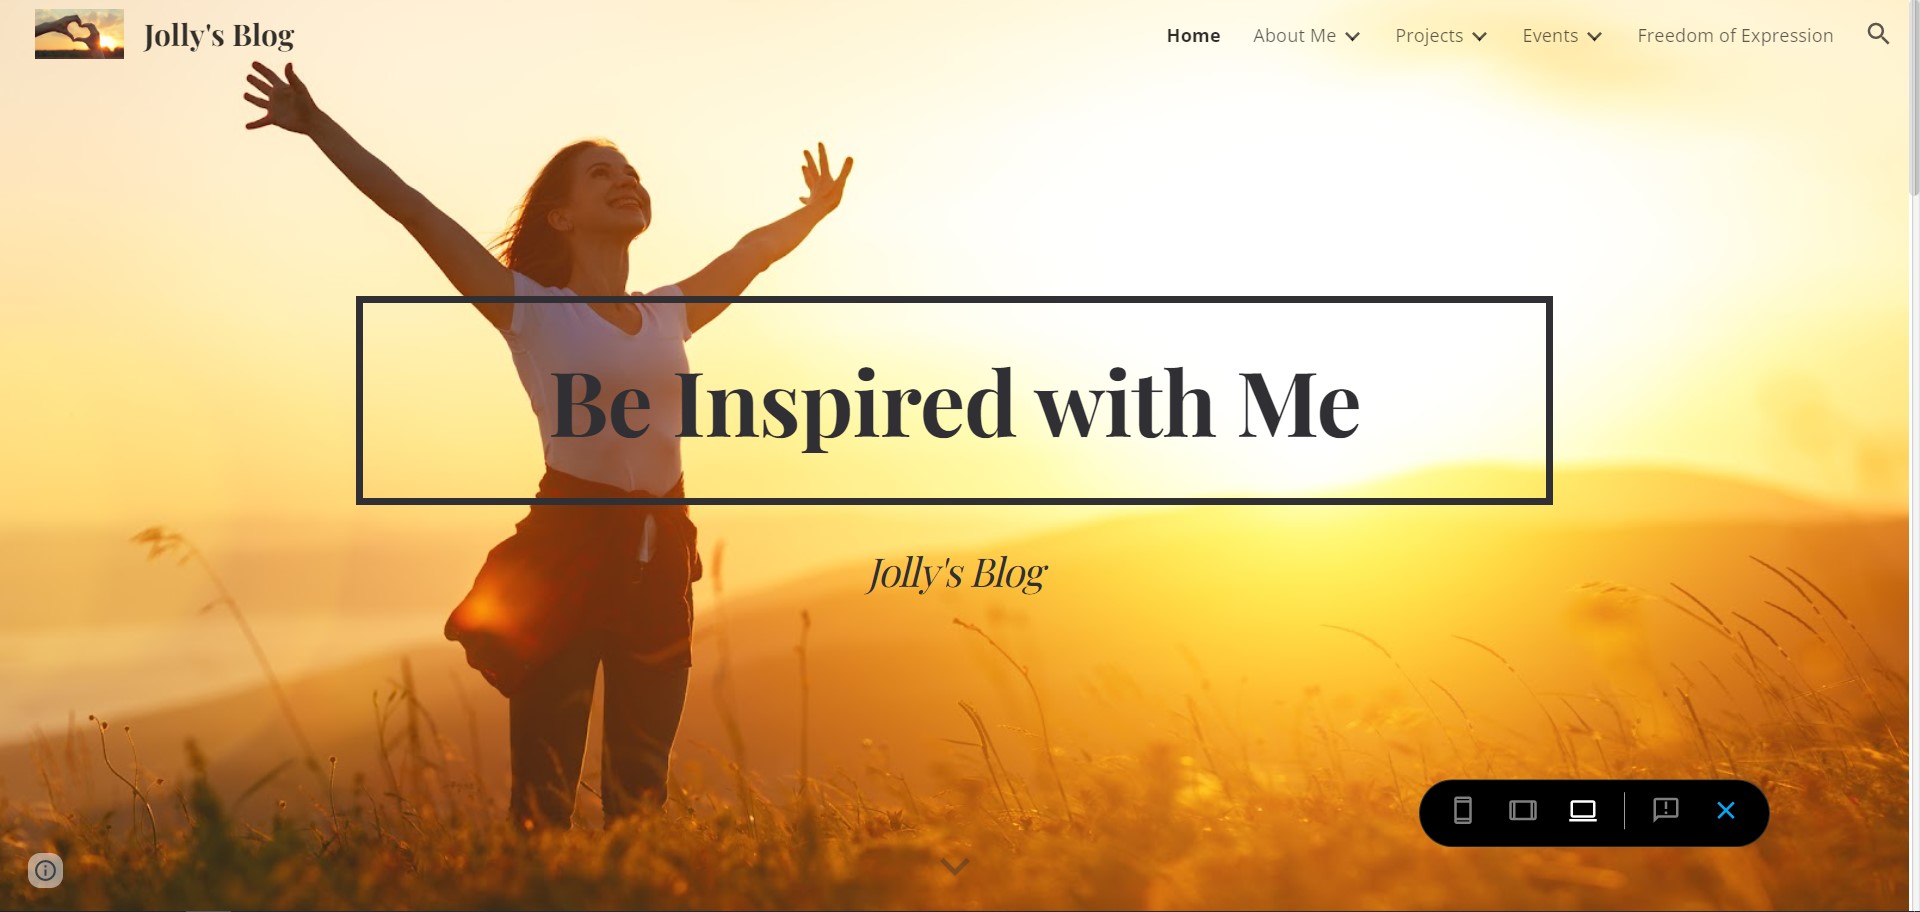 Jolly's Blog
Home
About Me
Projects
Events
Freedom of Expression
Be Inspired with Me
Jolly's Blog